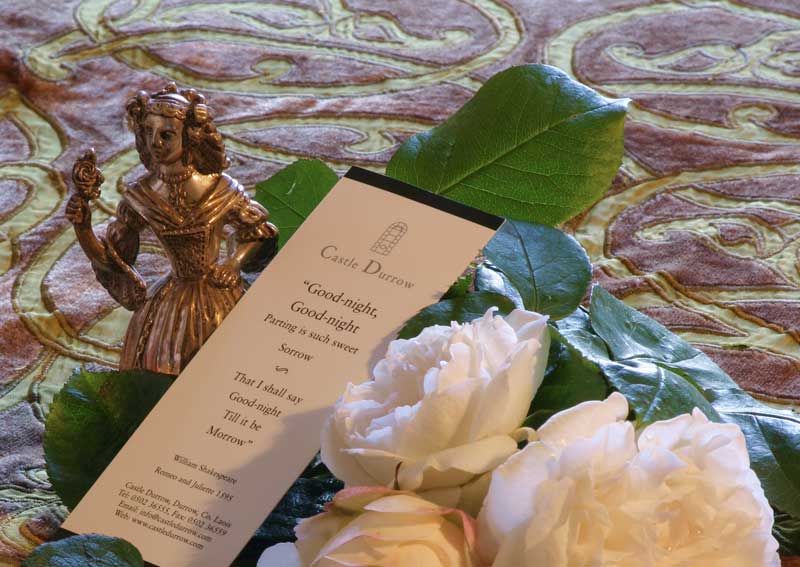 Castle Durrow
"Good-night,
Good-night
Parting is such sweet
Sorrow
That I shall say
Good-night
Till it be
Morrow."
William Shakespeare
Romeo and Juliette 1595
Castle Durrow, Durrow, Co. Laois
Tel: 0502 36555, Fax: 0502 36559
Email: info@castledurrow.com
Web: www.castledurrow.com